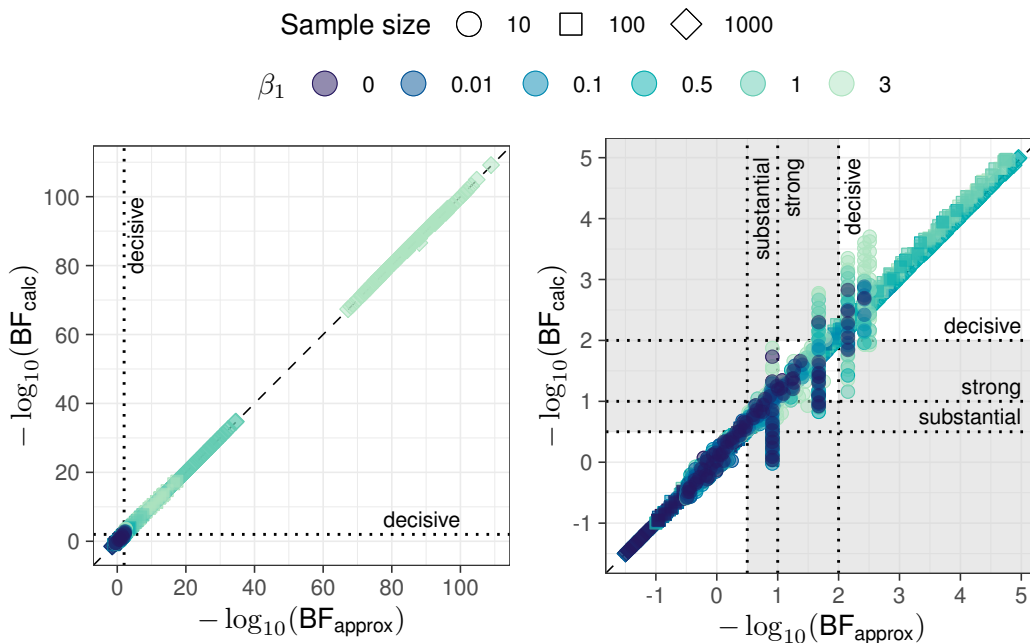 Sample size 10 100 1000
β₁ 0 0.01 0.1 0.5 1 3
− log₁₀(BFcalc)
100
80
60
40
20
0
decisive
decisive
0 20 40 60 80 100
− log₁₀(BFapprox)
− log₁₀(BFcalc)
5
4
3
2
1
0
-1
substantial
strong
decisive
decisive
strong
substantial
-1 0 1 2 3 4 5
− log₁₀(BFapprox)